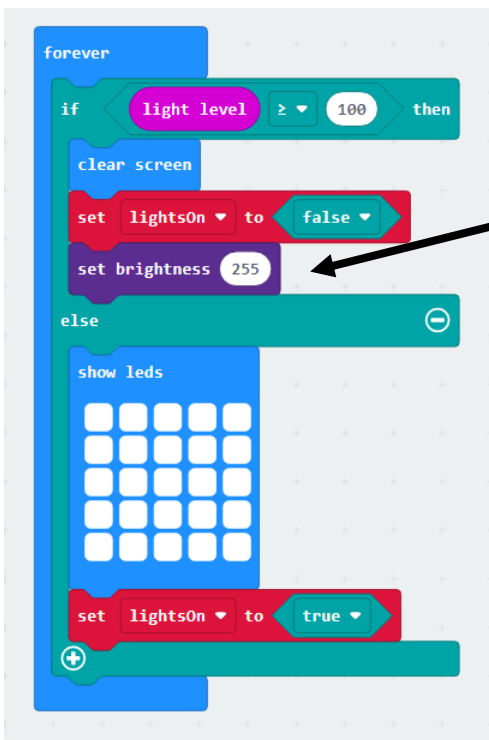 forever
if light level ≥ 100 then
clear screen
set lightsOn to false
set brightness 255
else
show leds
set lightsOn to true